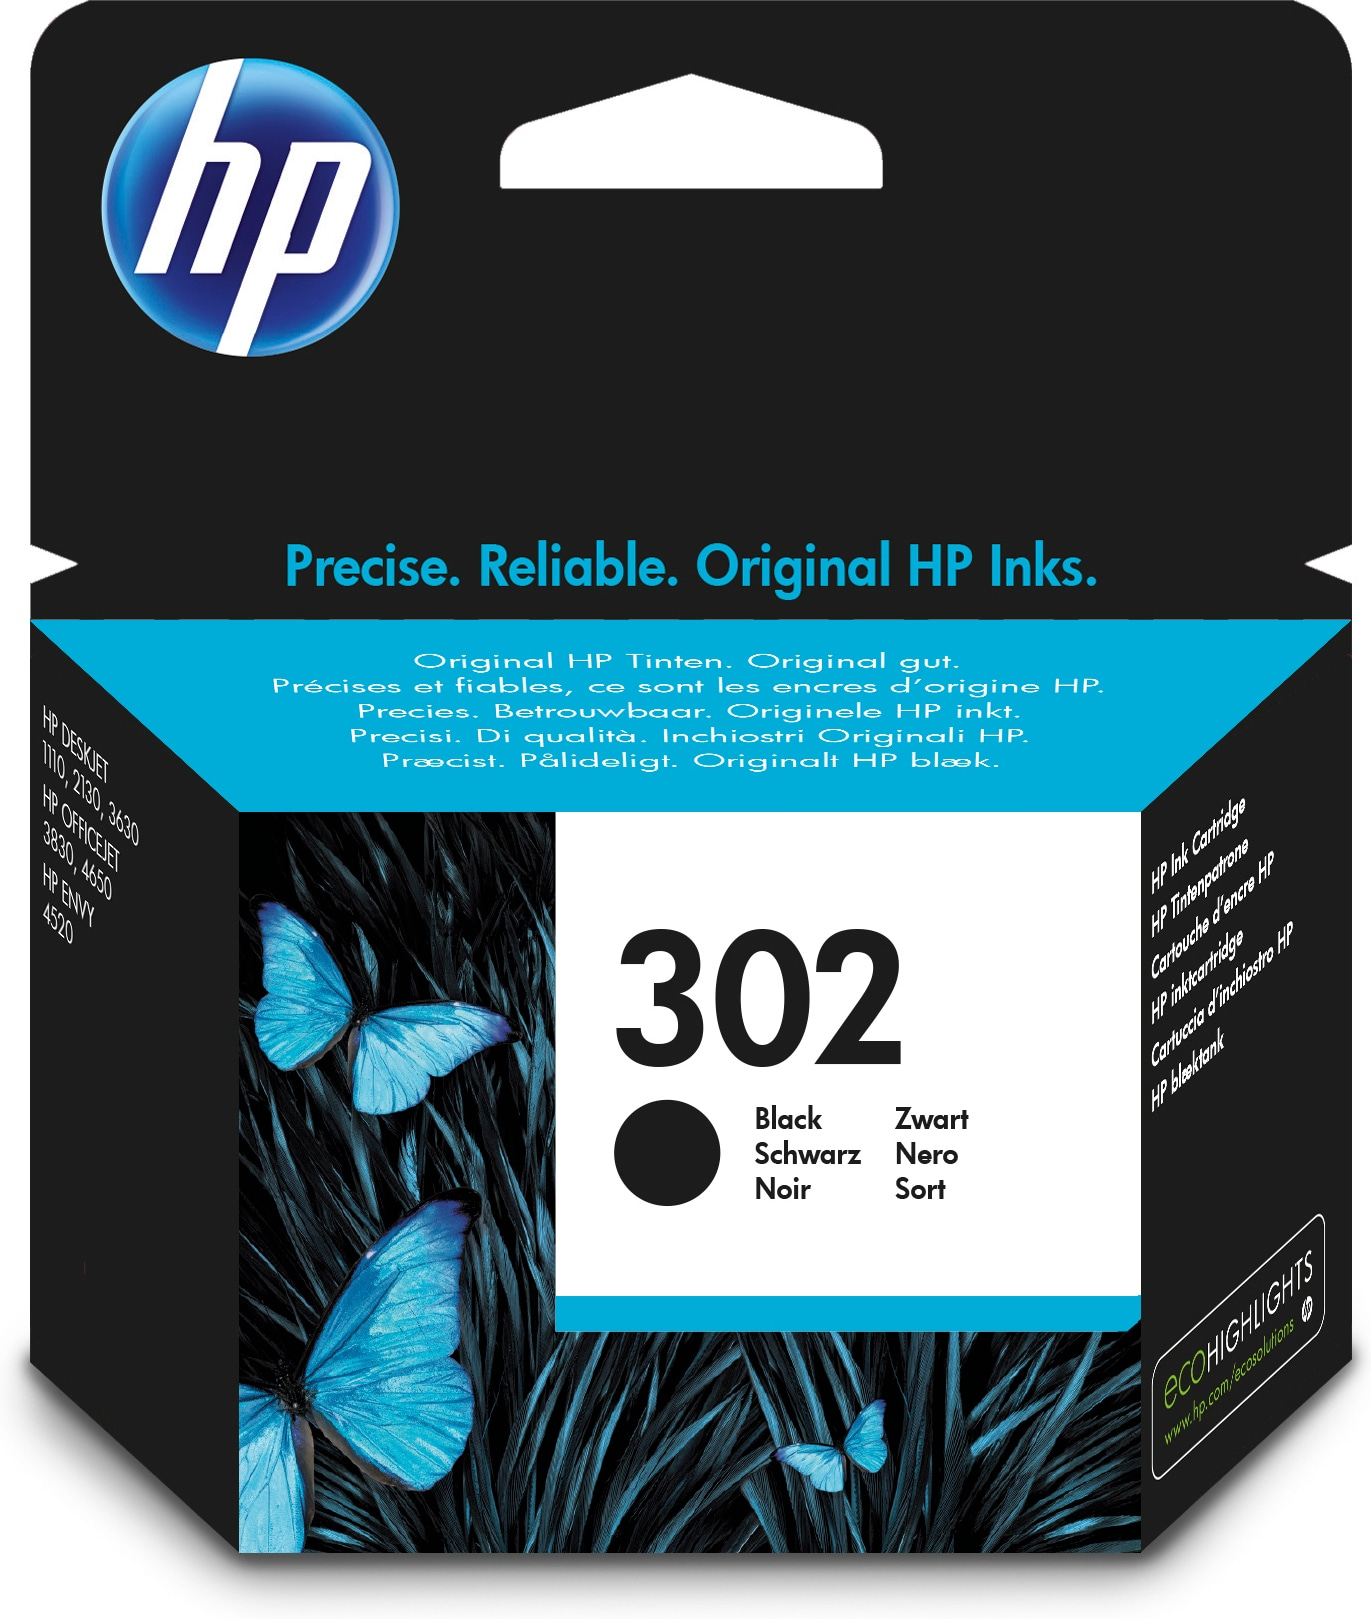 hp
Precise. Reliable. Original HP Inks.
Original HP Tinten. Original gut.
Précises et fiables, ce sont les encres d'origine HP.
Precies. Betrouwbaar. Originele HP inkt.
Precisi. Di qualità. Inchiostri Originali HP.
Præcist. Pålideligt. Originalt HP blæk.
HP DESKJET
1110, 2130, 3630
HP OFFICEJET
3830, 4650
HP ENVY
4520
302
Black
Schwarz
Noir
Zwart
Nero
Sort
HP Ink Cartridge
HP Tintenpatrone
Cartouche d'encre HP
HP inktcartridge
Cartuccia d'inchiostro HP
HP blæktank
ecoHIGHLIGHTS
www.hp.com/ecosolutions hp